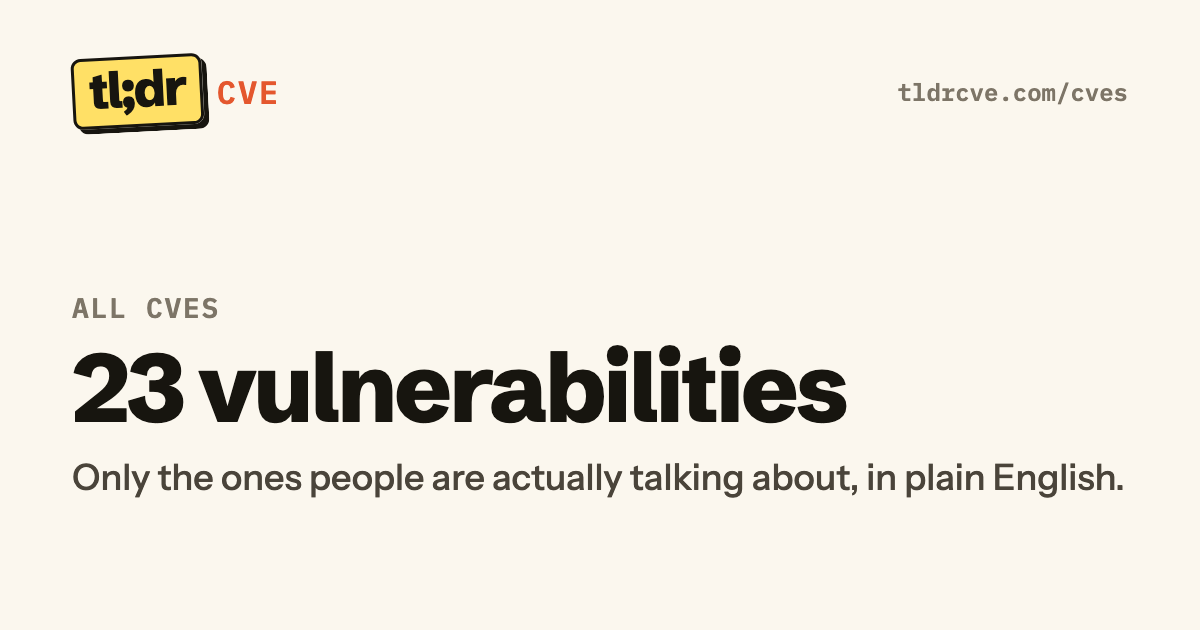 tl;dr CVE
tldrcve.com/cves
ALL CVES
23 vulnerabilities
Only the ones people are actually talking about, in plain English.